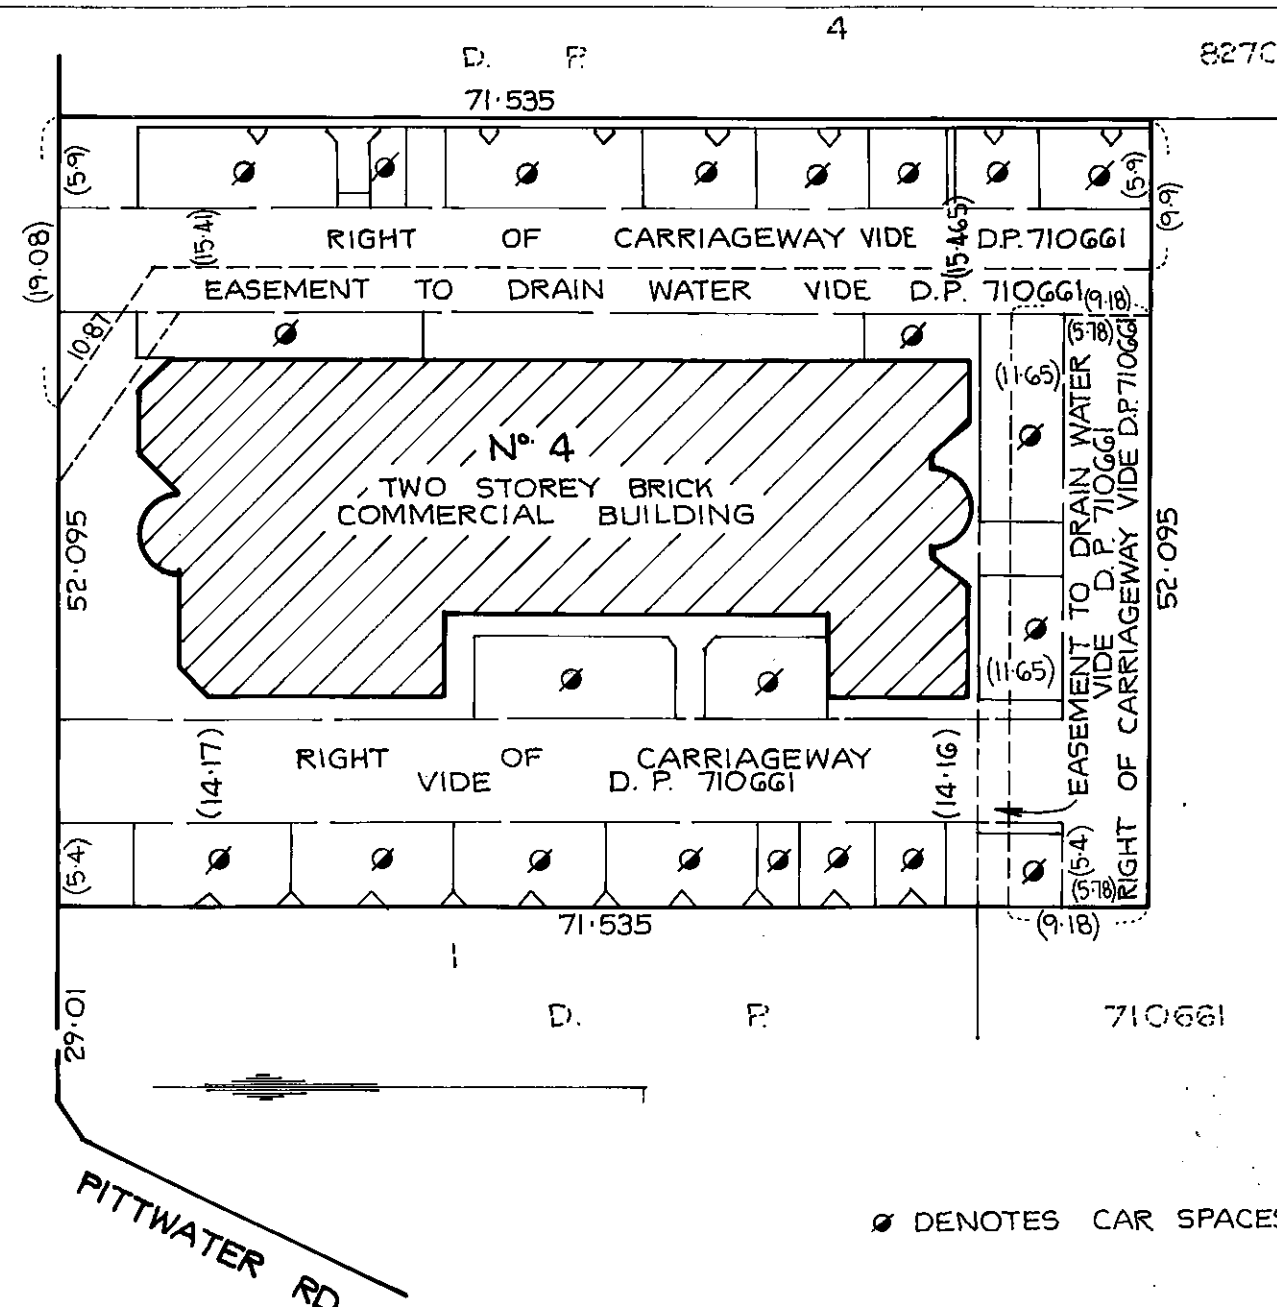 4
D. P. 827C
71·535
(5·9)
(5·9)
(9·9)
(19·08)
(15·41)
(15·465)
RIGHT OF CARRIAGEWAY VIDE D.P. 710661
EASEMENT TO DRAIN WATER VIDE D.P. 710661
(9·18)
10·87
(5·78)
(11·65)
Nº 4
TWO STOREY BRICK
COMMERCIAL BUILDING
52·095
52·095
EASEMENT TO DRAIN WATER
VIDE D. P. 710661
RIGHT OF CARRIAGEWAY VIDE D.P. 710661
(11·65)
(14·17)
(14·16)
RIGHT OF CARRIAGEWAY
VIDE D. P. 710661
(5·4)
(5·4)
(5·78)
71·535
(9·18)
1
D. P. 710661
29·01
PITTWATER RD
DENOTES CAR SPACES